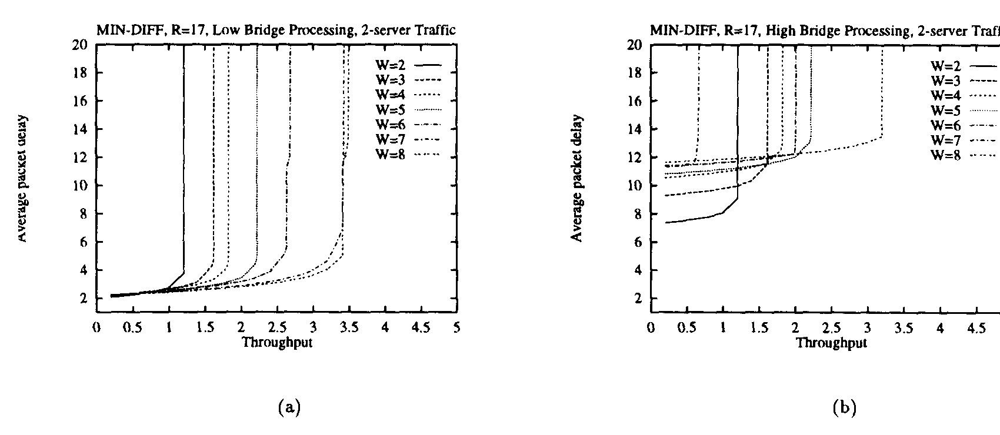 MIN-DIFF, R=17, Low Bridge Processing, 2-server Traffic
20
18
16
14
12
10
8
6
4
2
Average packet delay
W=2
W=3
W=4
W=5
W=6
W=7
W=8
0 0.5 1 1.5 2 2.5 3 3.5 4 4.5 5
Throughput
(a)
MIN-DIFF, R=17, High Bridge Processing, 2-server Traff
20
18
16
14
12
10
8
6
4
2
Average packet delay
W=2
W=3
W=4
W=5
W=6
W=7
W=8
0 0.5 1 1.5 2 2.5 3 3.5 4 4.5
Throughput
(b)